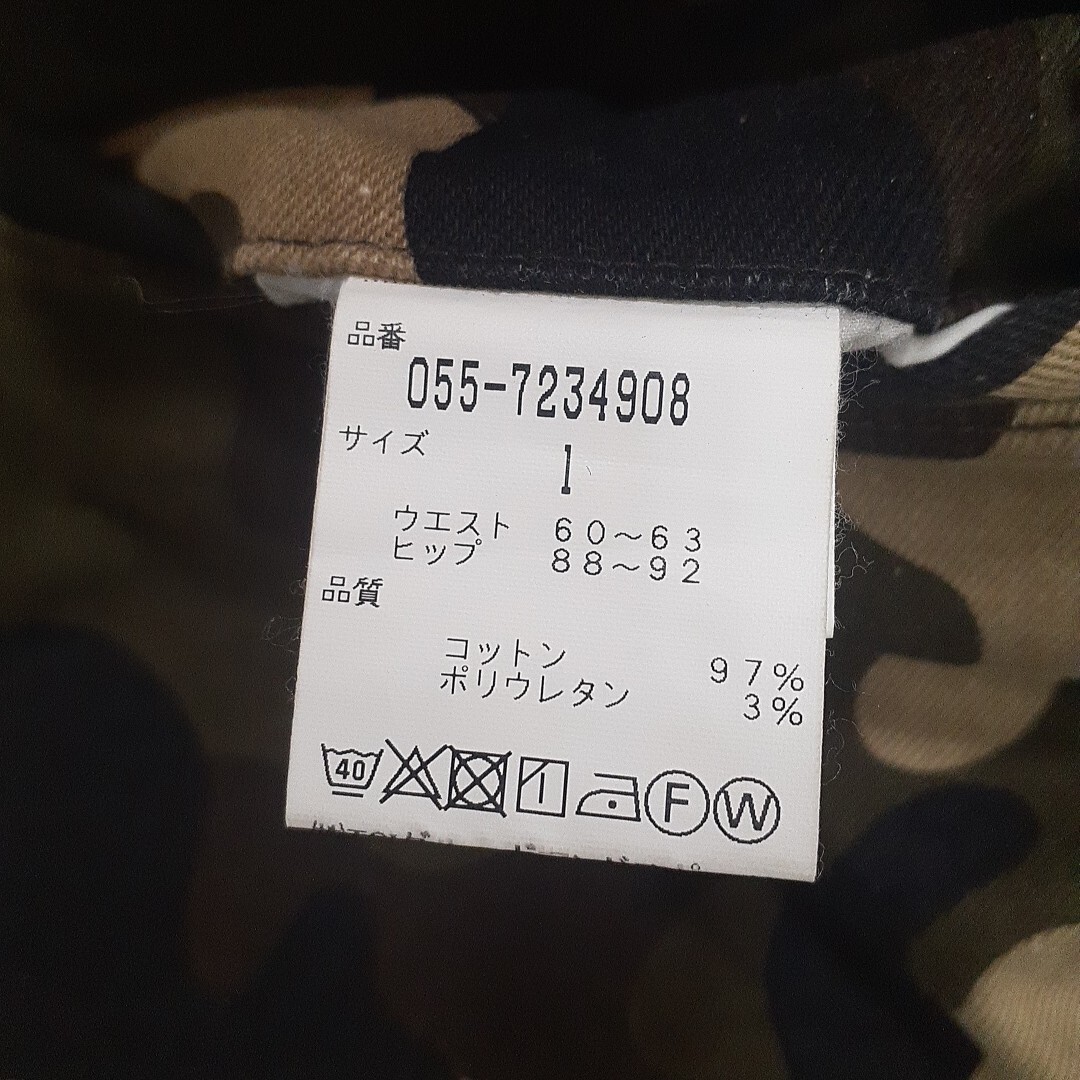 品番
055-7234908
サイズ
1
ウエスト 60～63
ヒップ 88～92
品質
コットン 97%
ポリウレタン 3%
40 F W